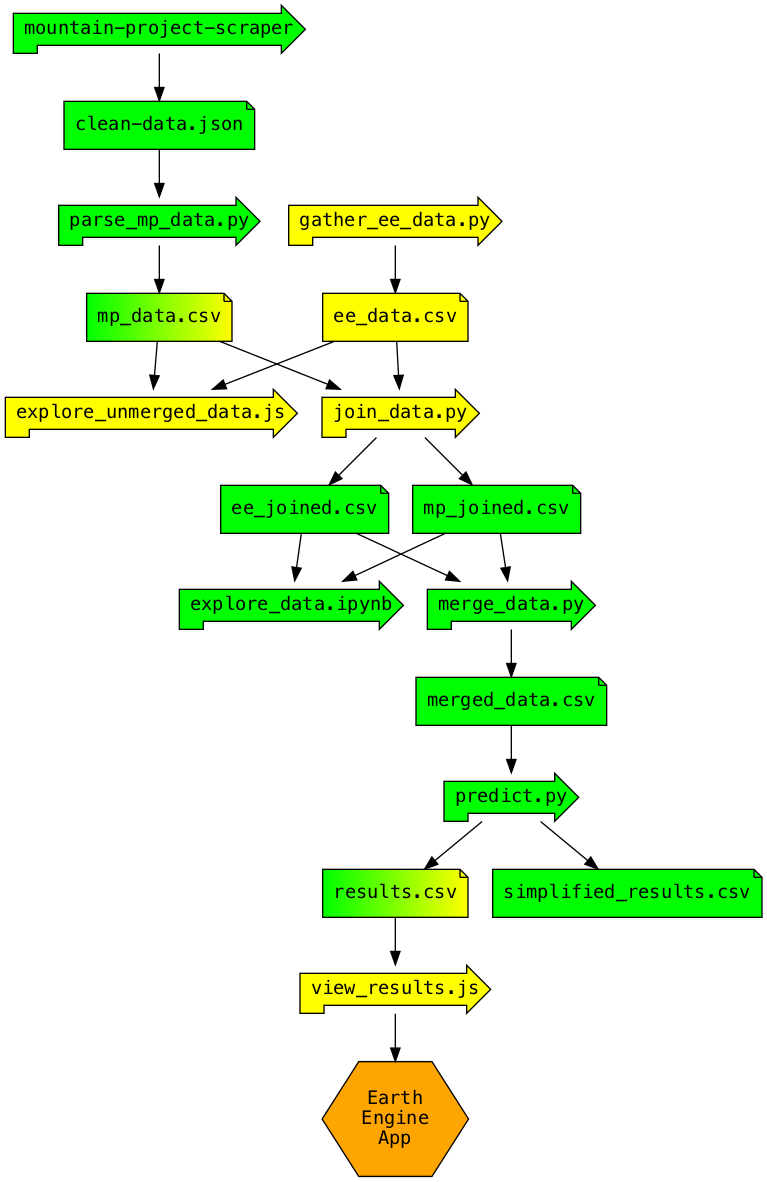 mountain-project-scraper
clean-data.json
parse_mp_data.py
gather_ee_data.py
mp_data.csv
ee_data.csv
explore_unmerged_data.js
join_data.py
ee_joined.csv
mp_joined.csv
explore_data.ipynb
merge_data.py
merged_data.csv
predict.py
results.csv
simplified_results.csv
view_results.js
Earth
Engine
App